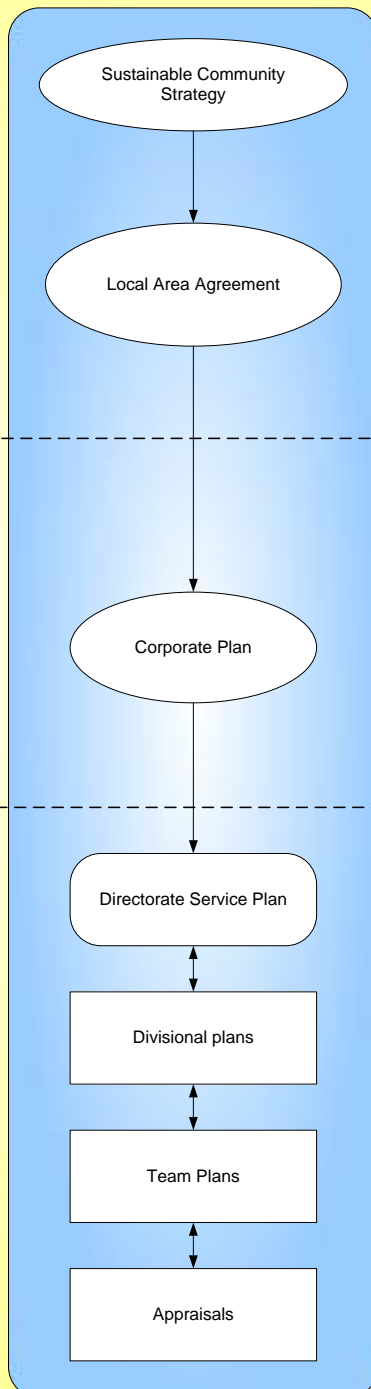 Sustainable Community
Strategy
Local Area Agreement
Corporate Plan
Directorate Service Plan
Divisional plans
Team Plans
Appraisals